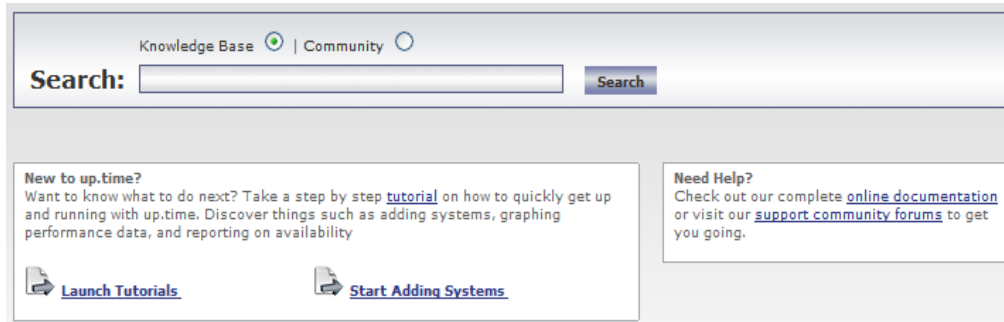 Knowledge Base | Community
Search:
Search
New to up.time?
Want to know what to do next? Take a step by step tutorial on how to quickly get up
and running with up.time. Discover things such as adding systems, graphing
performance data, and reporting on availability
Launch Tutorials
Start Adding Systems
Need Help?
Check out our complete online documentation
or visit our support community forums to get
you going.